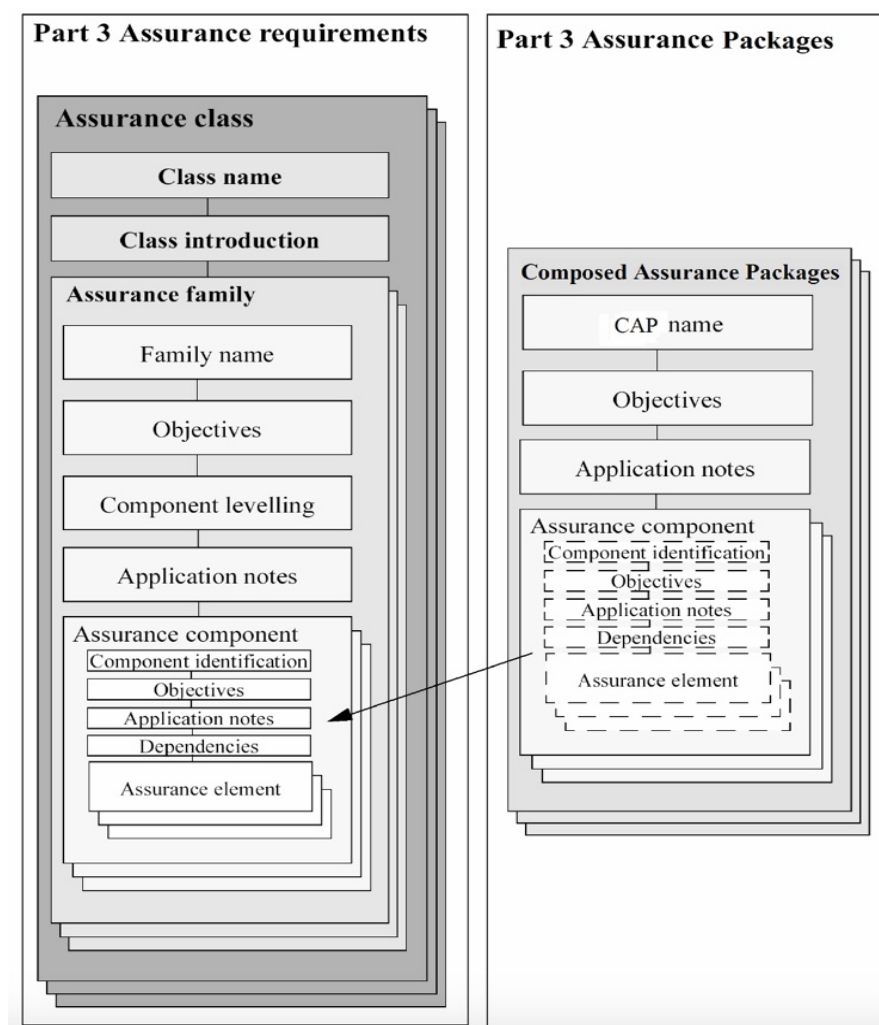 Part 3 Assurance requirements
Assurance class
Class name
Class introduction
Assurance family
Family name
Objectives
Component levelling
Application notes
Assurance component
Component identification
Objectives
Application notes
Dependencies
Assurance element
Part 3 Assurance Packages
Composed Assurance Packages
CAP name
Objectives
Application notes
Assurance component
Component identification
Objectives
Application notes
Dependencies
Assurance element